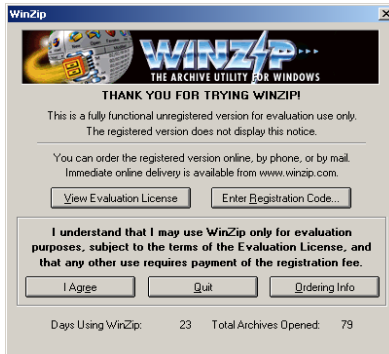 WinZip
WINZIP
THE ARCHIVE UTILITY FOR WINDOWS
THANK YOU FOR TRYING WINZIP!
This is a fully functional unregistered version for evaluation use only.
The registered version does not display this notice.
You can order the registered version online, by phone, or by mail.
Immediate online delivery is available from www.winzip.com.
View Evaluation License Enter Registration Code...
I understand that I may use WinZip only for evaluation
purposes, subject to the terms of the Evaluation License, and
that any other use requires payment of the registration fee.
I Agree Quit Ordering Info
Days Using WinZip: 23 Total Archives Opened: 79